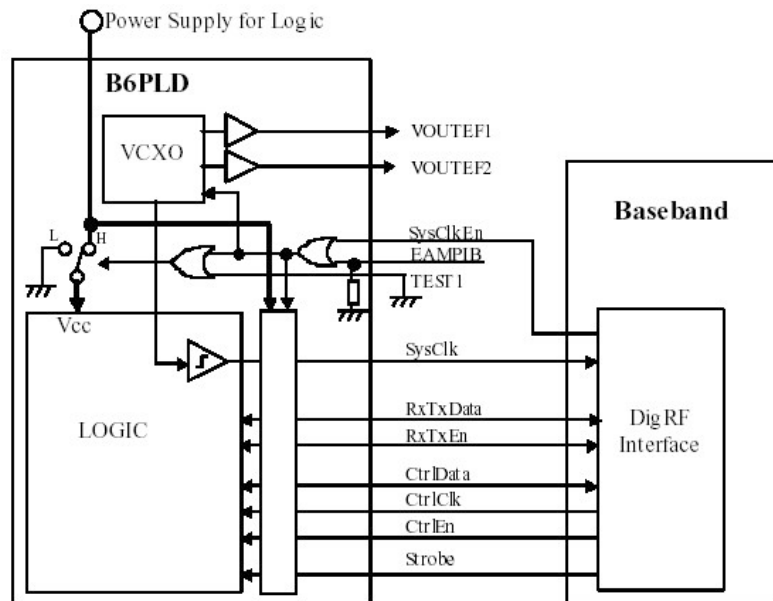 Power Supply for Logic
B6PLD
VCXO
VOUTEF1
VOUTEF2
Baseband
L
H
SysClkEn
EAMPIB
TEST1
Vcc
SysClk
LOGIC
RxTxData
RxTxEn
DigRF
Interface
CtrlData
CtrlClk
CtrlEn
Strobe